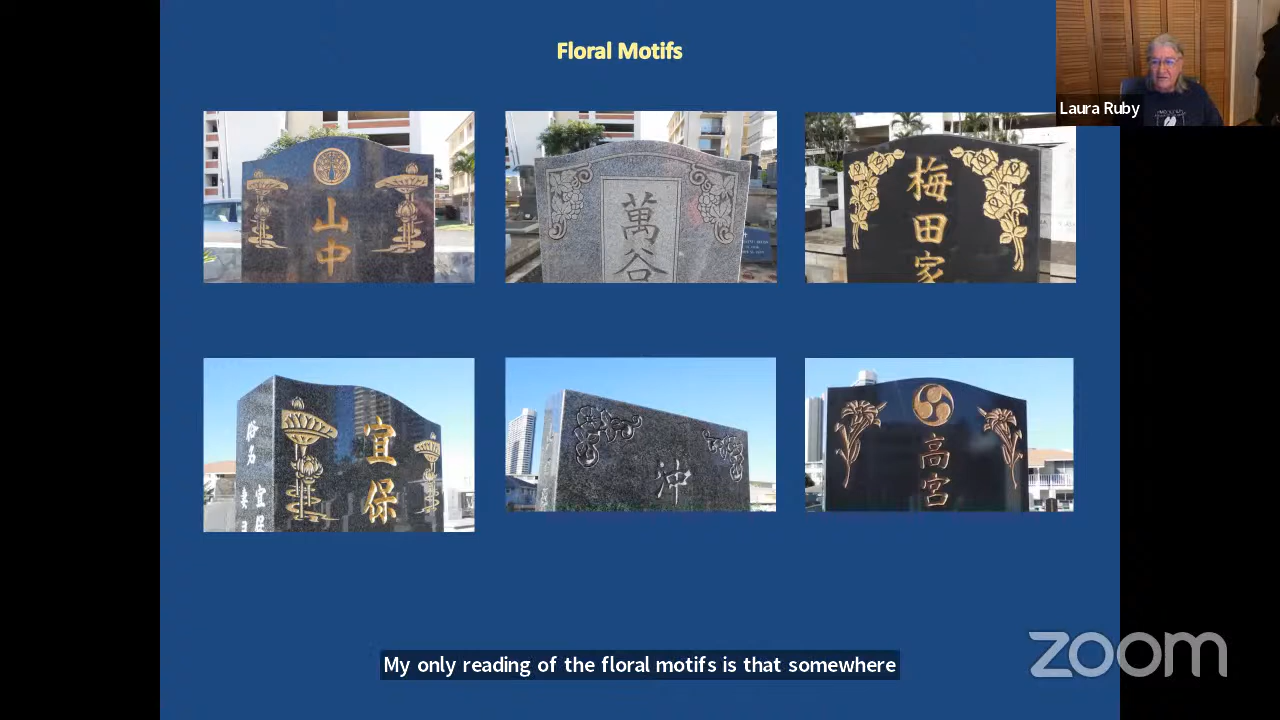 Floral Motifs
Laura Ruby
山中
萬谷
梅田家
宜保
沖
高宮
My only reading of the floral motifs is that somewhere
zoom